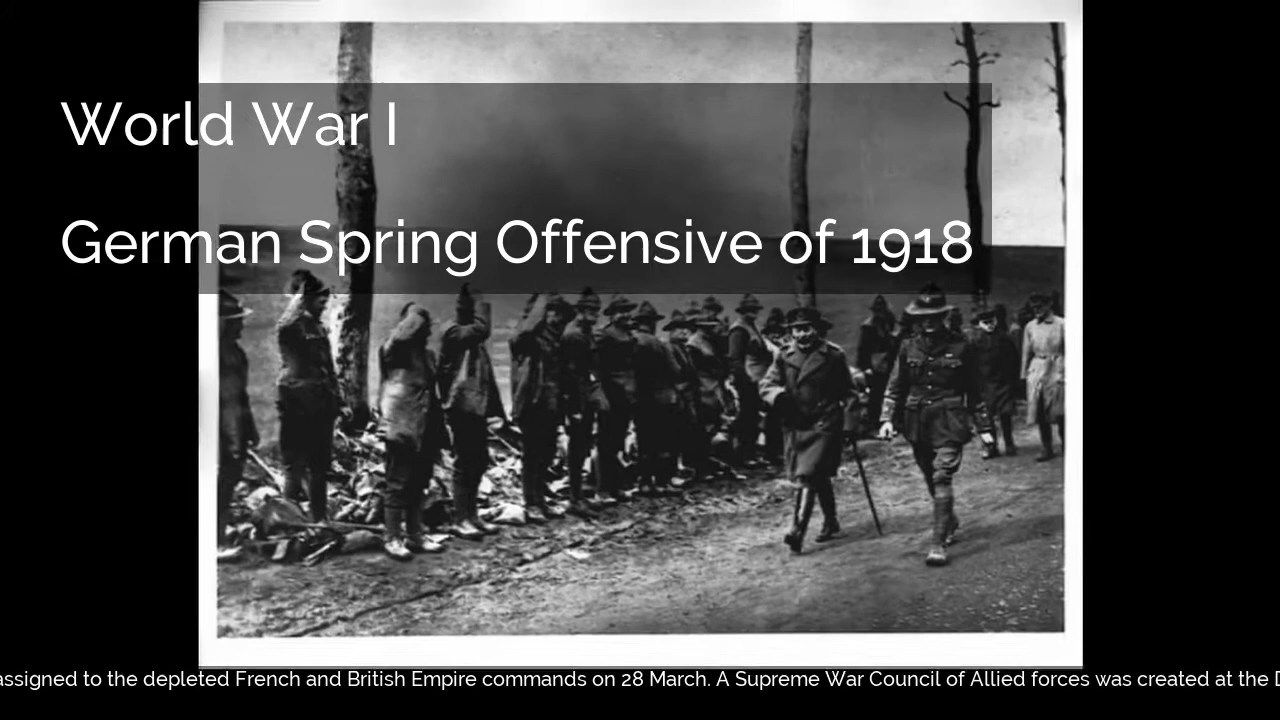 World War I
German Spring Offensive of 1918
assigned to the depleted French and British Empire commands on 28 March. A Supreme War Council of Allied forces was created at the